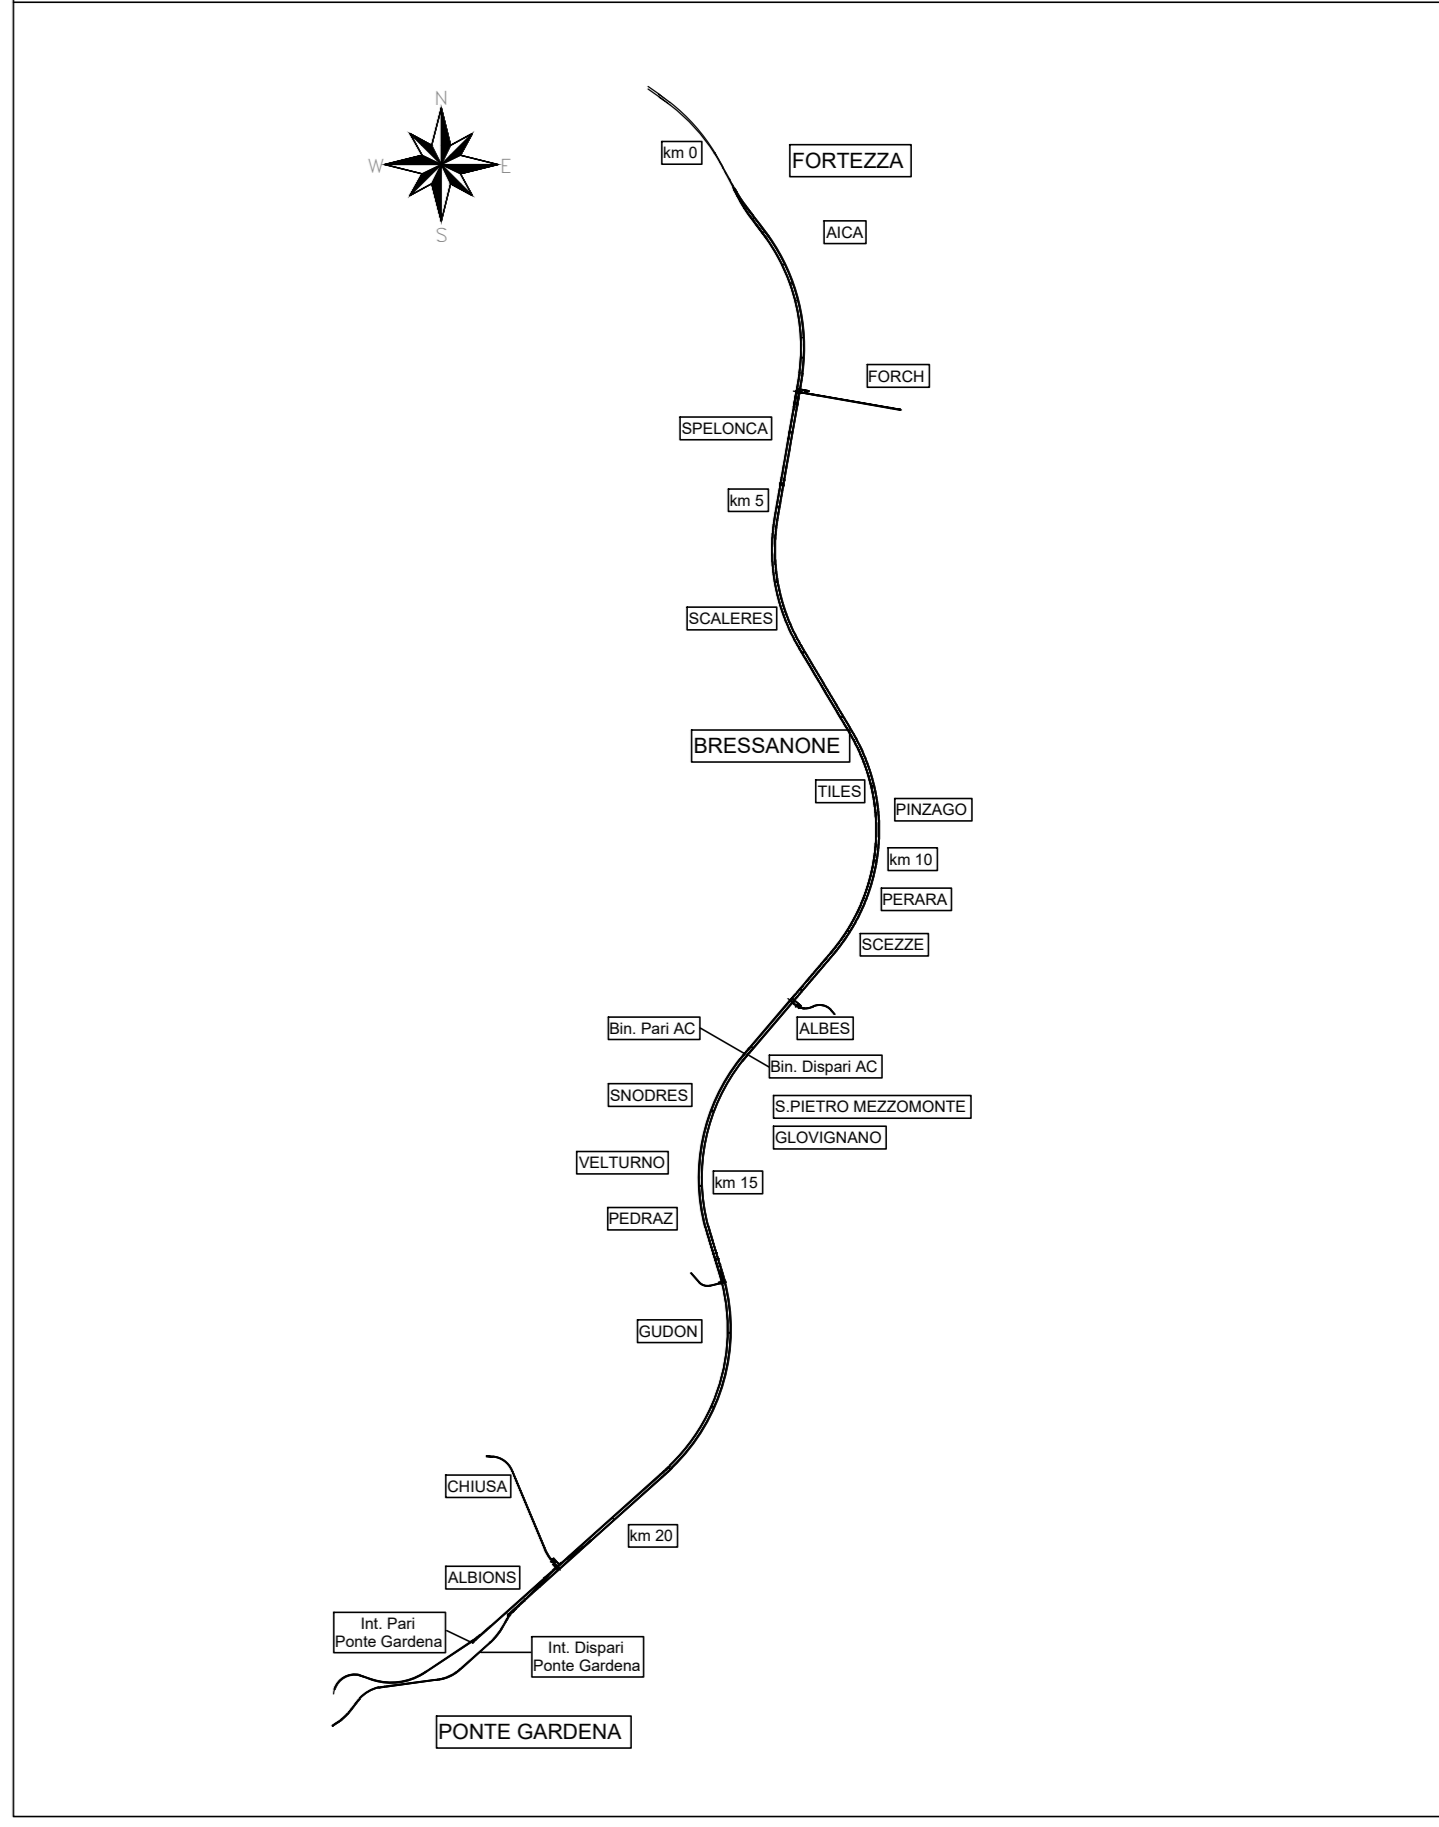 N
km 0
FORTEZZA
W
E
AICA
S
FORCH
SPELONCA
km 5
SCALERES
BRESSANONE
TILES
PINZAGO
km 10
PERARA
SCEZZE
Bin. Pari AC
ALBES
Bin. Dispari AC
SNODRES
S.PIETRO MEZZOMONTE
GLOVIGNANO
VELTURNO
km 15
PEDRAZ
GUDON
CHIUSA
km 20
ALBIONS
Int. Pari
Ponte Gardena
Int. Dispari
Ponte Gardena
PONTE GARDENA